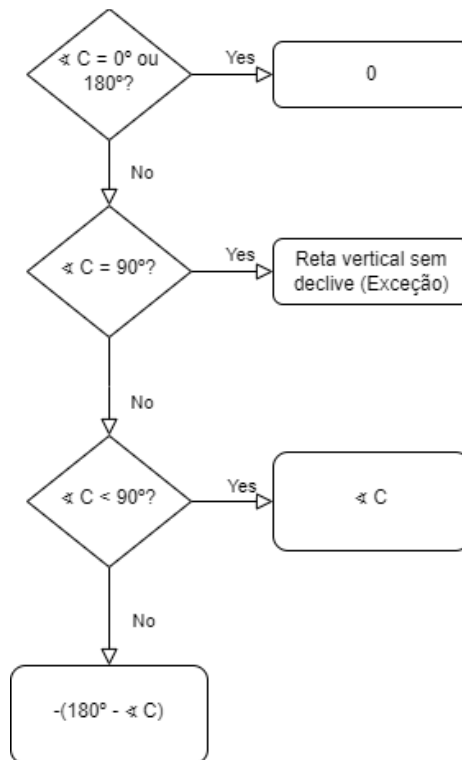 ∢ C = 0º ou
180º?
Yes
0
No
∢ C = 90º?
Yes
Reta vertical sem
declive (Exceção)
No
∢ C < 90º?
Yes
∢ C
No
-(180º - ∢ C)